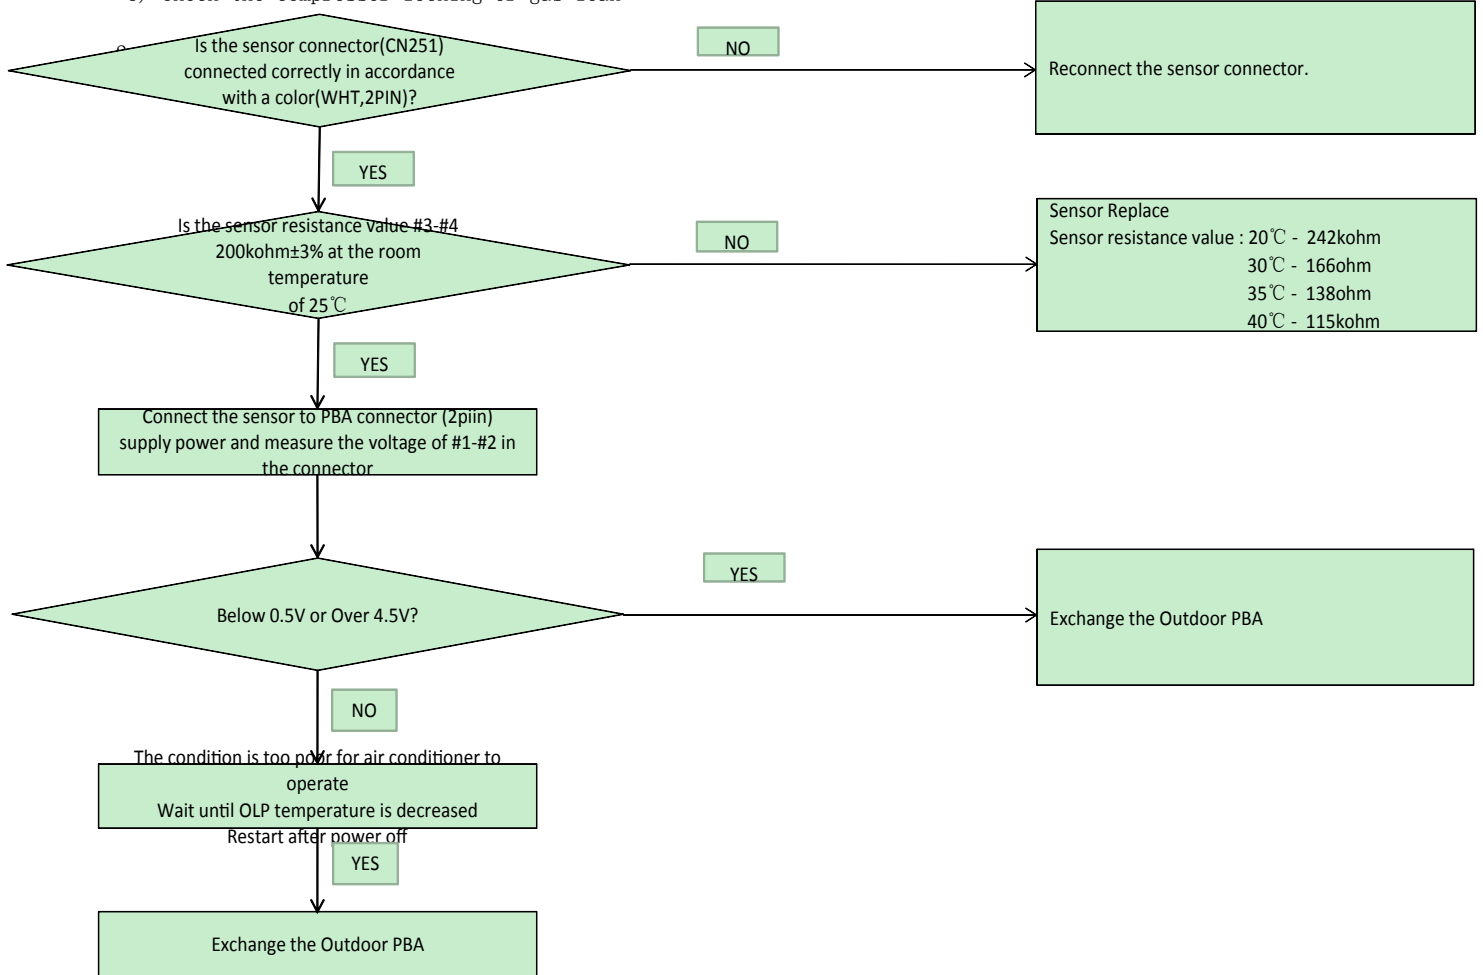 Is the sensor connector(CN251)
connected correctly in accordance
with a color(WHT,2PIN)?
NO
Reconnect the sensor connector.
YES
Is the sensor resistance value #3-#4
200kohm±3% at the room
temperature
of 25℃
NO
Sensor Replace
Sensor resistance value : 20℃ - 242kohm
30℃ - 166ohm
35℃ - 138ohm
40℃ - 115kohm
YES
Connect the sensor to PBA connector (2piin)
supply power and measure the voltage of #1-#2 in
the connector
Below 0.5V or Over 4.5V?
YES
Exchange the Outdoor PBA
NO
The condition is too poor for air conditioner to
operate
Wait until OLP temperature is decreased
Restart after power off
YES
Exchange the Outdoor PBA